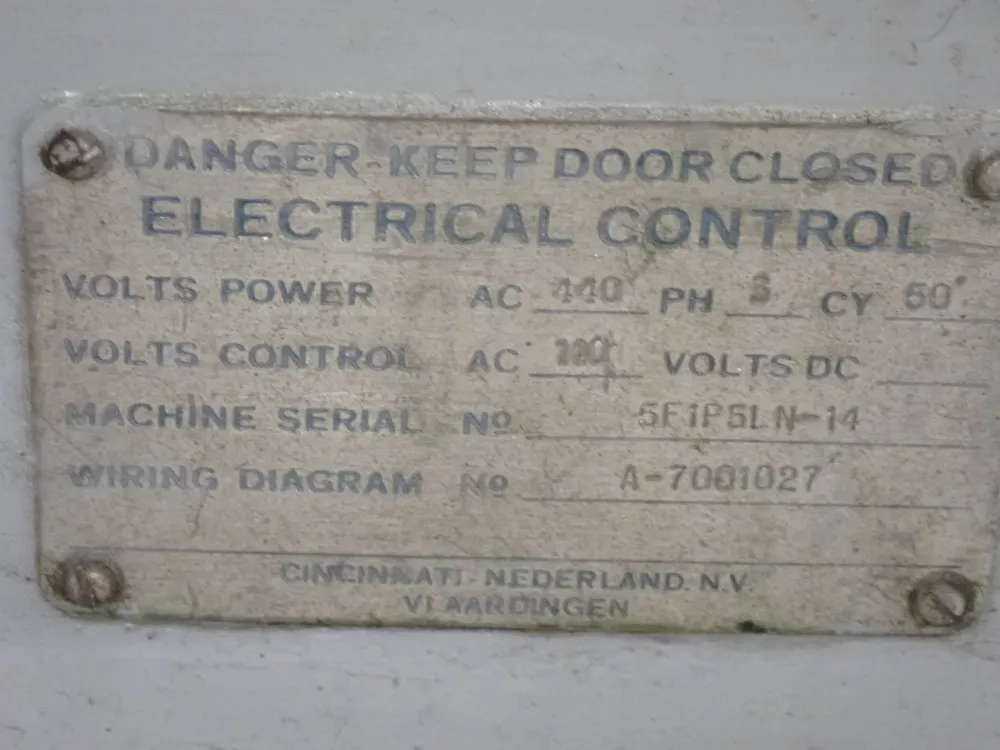 DANGER-KEEP DOOR CLOSED
ELECTRICAL CONTROL
VOLTS POWER AC 440 PH 3 CY 50
VOLTS CONTROL AC VOLTS DC
MACHINE SERIAL No 5F1P5LN-14
WIRING DIAGRAM No A-7001027
CINCINNATI-NEDERLAND. N.V.
VLAARDINGEN